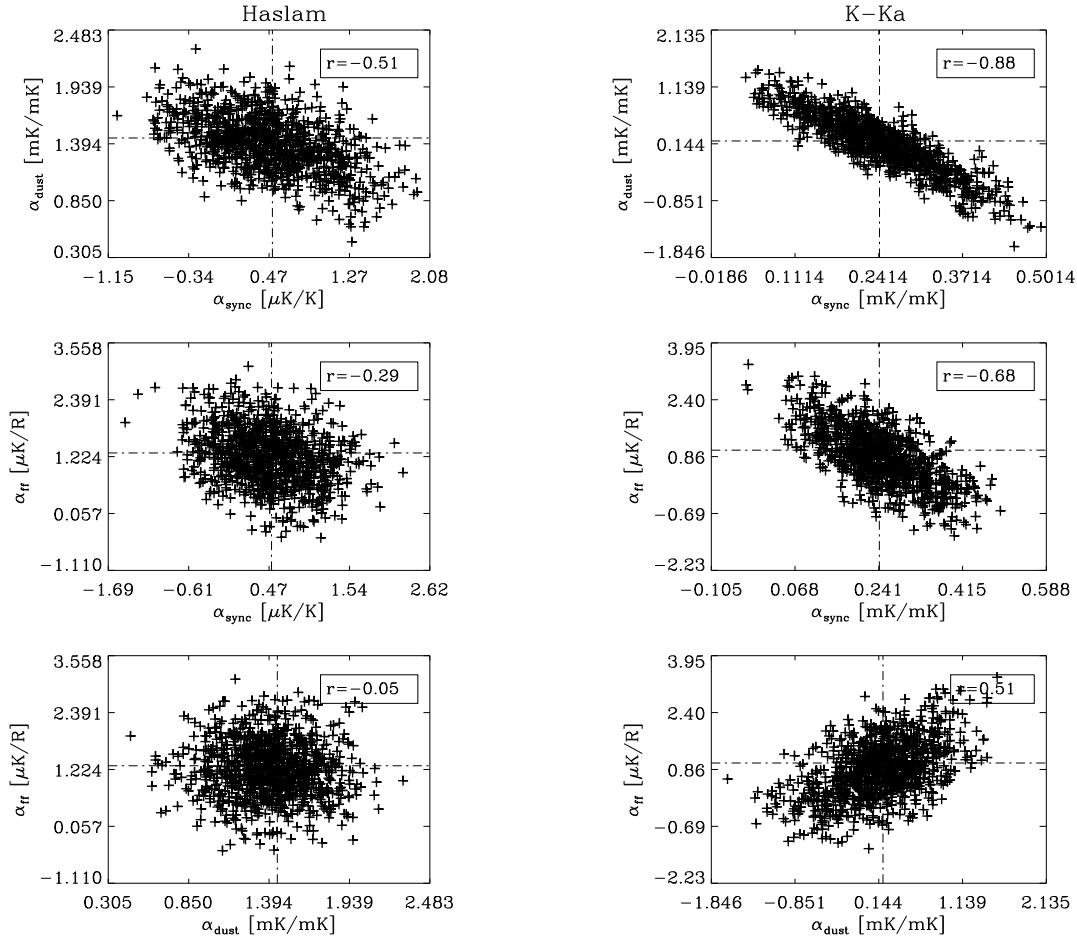 Haslam
2.483
1.939
1.394
0.850
0.305
α_dust [mK/mK]
r=−0.51
−1.15 −0.34 0.47 1.27 2.08
α_sync [μK/K]
K−Ka
2.135
1.139
0.144
−0.851
−1.846
α_dust [mK/mK]
r=−0.88
−0.0186 0.1114 0.2414 0.3714 0.5014
α_sync [mK/mK]
3.558
2.391
1.224
0.057
−1.110
α_ff [μK/R]
r=−0.29
−1.69 −0.61 0.47 1.54 2.62
α_sync [μK/K]
3.95
2.40
0.86
−0.69
−2.23
α_ff [μK/R]
r=−0.68
−0.105 0.068 0.241 0.415 0.588
α_sync [mK/mK]
3.558
2.391
1.224
0.057
−1.110
α_ff [μK/R]
r=−0.05
0.305 0.850 1.394 1.939 2.483
α_dust [mK/mK]
3.95
2.40
0.86
−0.69
−2.23
α_ff [μK/R]
r=0.51
−1.846 −0.851 0.144 1.139 2.135
α_dust [mK/mK]